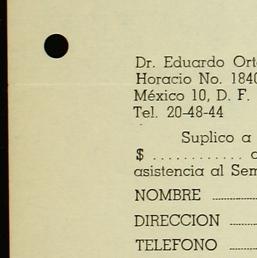 Dr. Eduardo Ort
Horacio No. 1840
México 10, D. F.
Tel. 20-48-44
Suplico a
$ ............
asistencia al Sem
NOMBRE
DIRECCION
TELEFONO